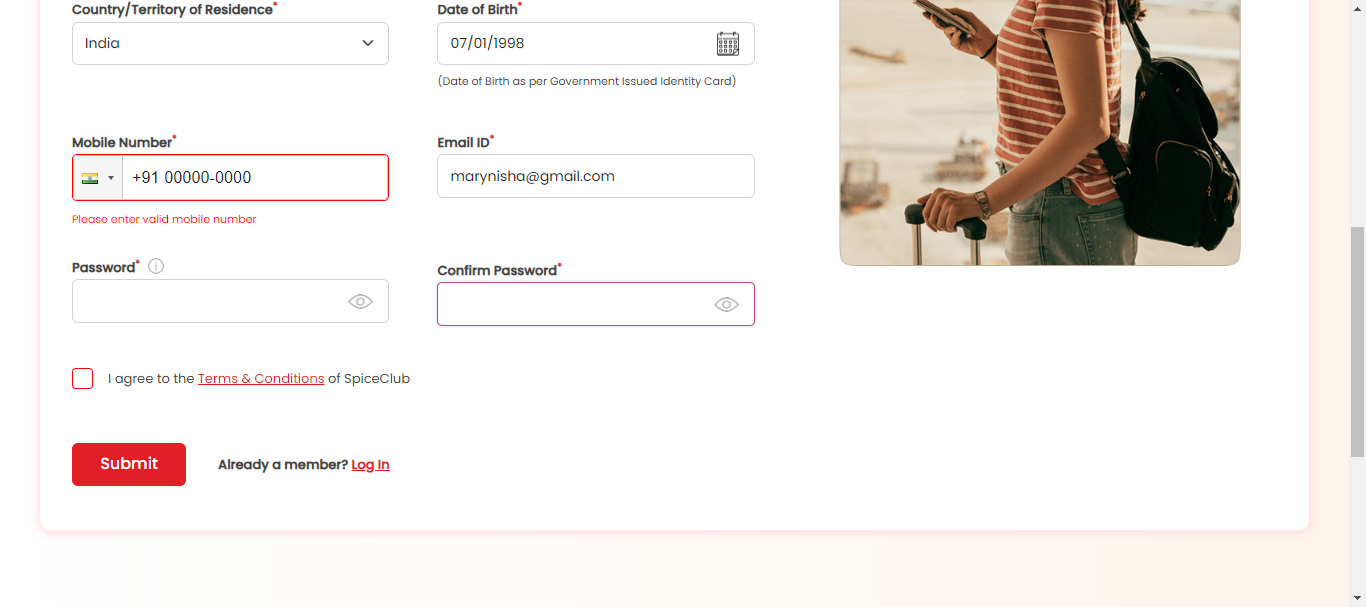 Country/Territory of Residence*
Date of Birth*
India
07/01/1998
(Date of Birth as per Government Issued Identity Card)
Mobile Number*
Email ID*
+91 00000-0000
marynisha@gmail.com
Please enter valid mobile number
Password*
Confirm Password*
I agree to the Terms & Conditions of SpiceClub
Submit
Already a member? Log In